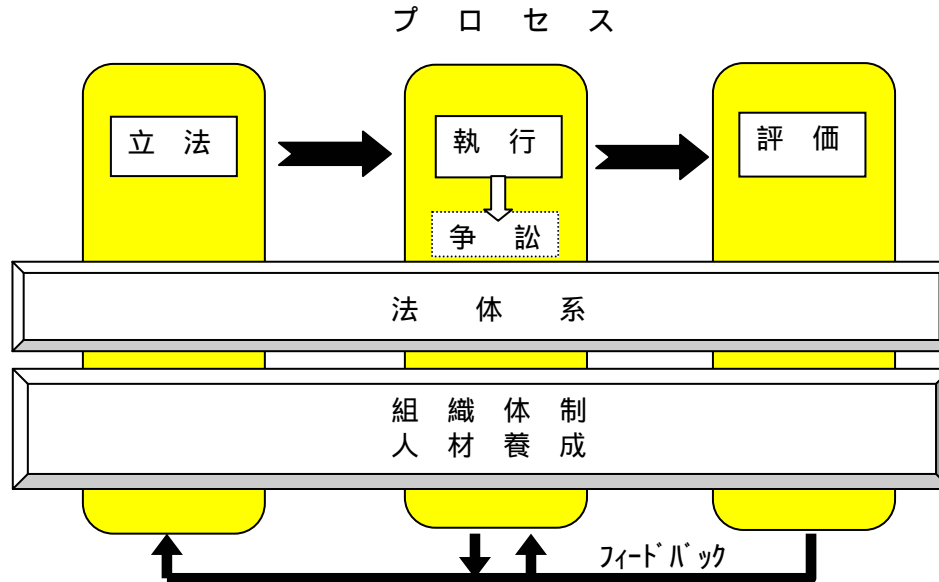 プ ロ セ ス
立 法
執 行
評 価
争 訟
法 体 系
組 織 体 制
人 材 養 成
ﾌｨｰﾄﾞﾊﾞｯｸ